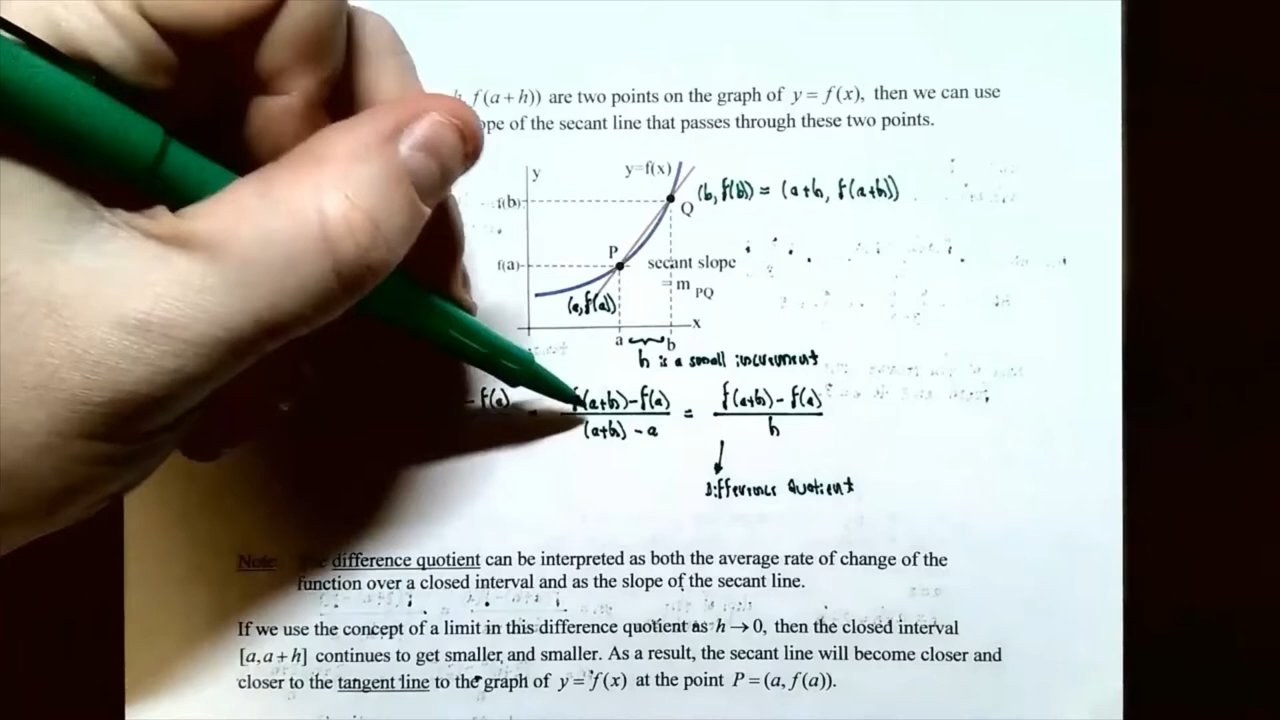 f(a+h)) are two points on the graph of y = f(x), then we can use
of the secant line that passes through these two points.
y
y=f(x)
f(b)
(b, f(b)) = (a+h, f(a+h))
Q
P
f(a)
secant slope
= m PQ
(a, f(a))
x
a
b
h is a small increment
- f(a) = f(a+h) - f(a) / (a+h) - a = f(a+h) - f(a) / h
Difference Quotient
Note: difference quotient can be interpreted as both the average rate of change of the
function over a closed interval and as the slope of the secant line.
If we use the concept of a limit in this difference quotient as h → 0, then the closed interval
[a, a + h] continues to get smaller and smaller. As a result, the secant line will become closer and
closer to the tangent line to the graph of y = f(x) at the point P = (a, f(a)).